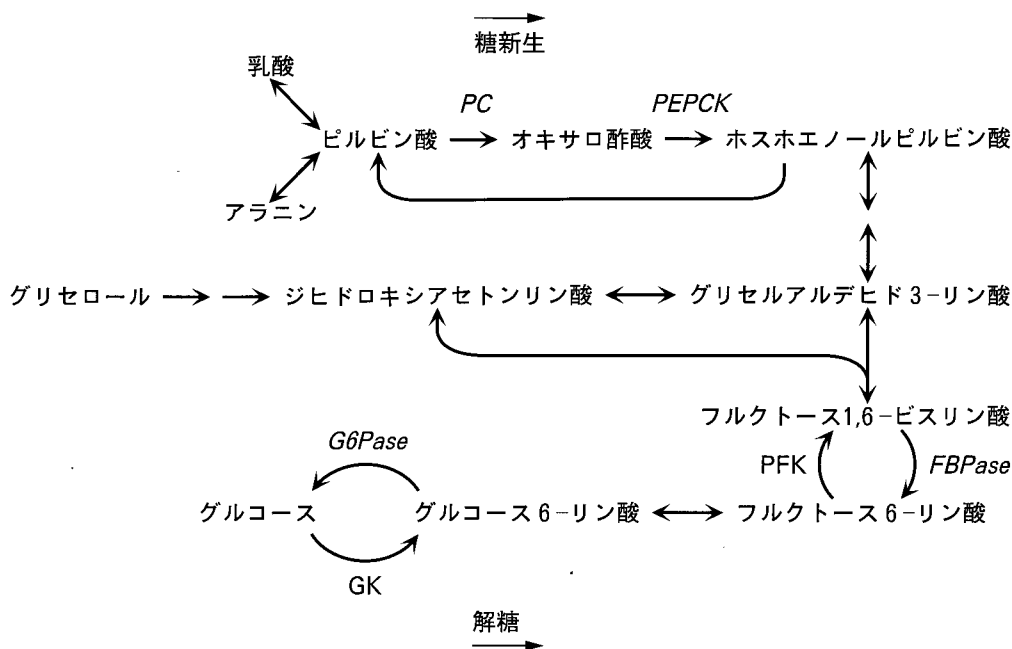 糖新生
乳酸
PC
PEPCK
ピルビン酸
オキサロ酢酸
ホスホエノールピルビン酸
アラニン
グリセロール
ジヒドロキシアセトンリン酸
グリセルアルデヒド3-リン酸
フルクトース1,6-ビスリン酸
G6Pase
PFK
FBPase
グルコース
グルコース6-リン酸
フルクトース6-リン酸
GK
解糖